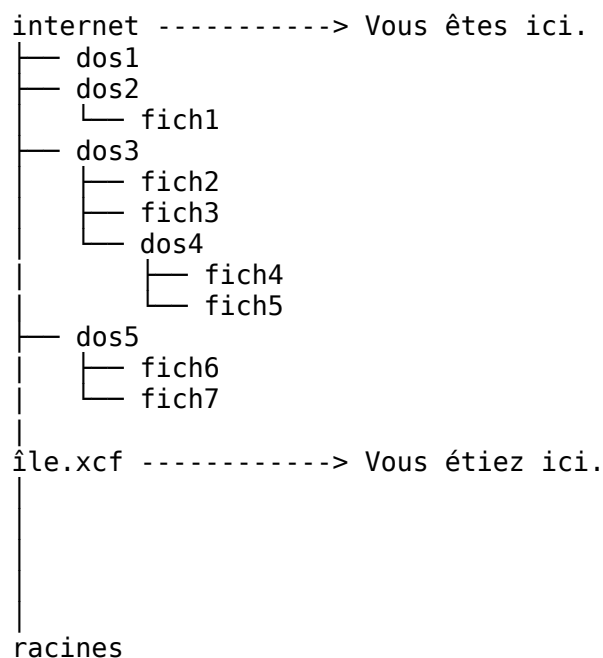 internet -----------> Vous êtes ici.
├── dos1
├── dos2
│   └── fich1
├── dos3
│   ├── fich2
│   ├── fich3
│   └── dos4
|       ├── fich4
│       └── fich5
├── dos5
|   ├── fich6
|   └── fich7
|
île.xcf ------------> Vous étiez ici.
│
│
│
│
│
racines